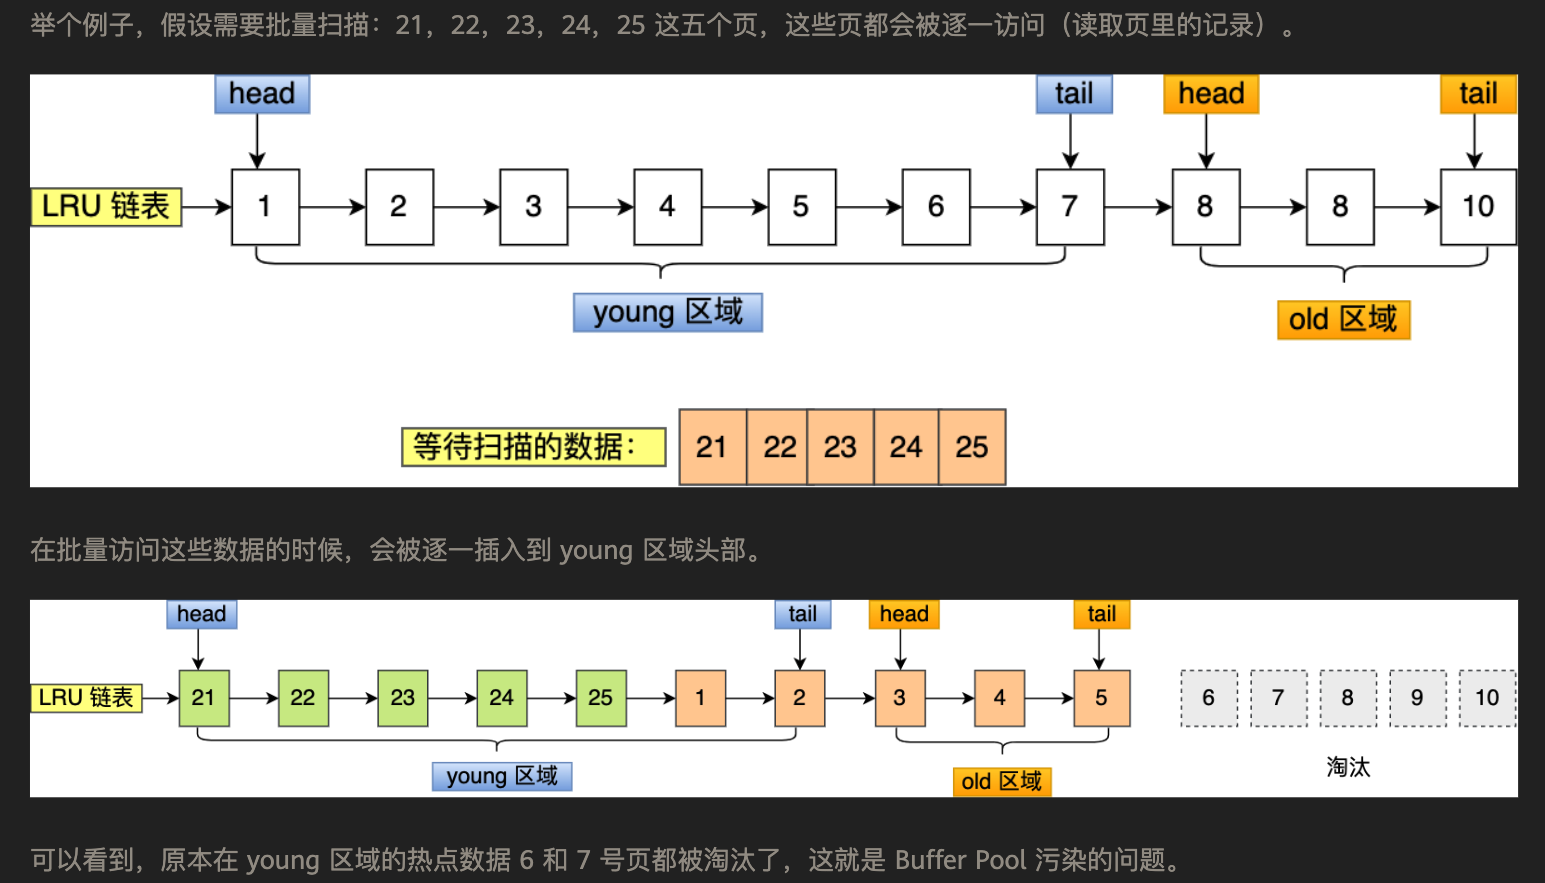 举个例子，假设需要批量扫描：21，22，23，24，25 这五个页，这些页都会被逐一访问（读取页里的记录）。
head tail head tail
LRU 链表 1 2 3 4 5 6 7 8 8 10
young 区域 old 区域
等待扫描的数据： 21 22 23 24 25
在批量访问这些数据的时候，会被逐一插入到 young 区域头部。
head tail head tail
LRU 链表 21 22 23 24 25 1 2 3 4 5 6 7 8 9 10
young 区域 old 区域 淘汰
可以看到，原本在 young 区域的热点数据 6 和 7 号页都被淘汰了，这就是 Buffer Pool 污染的问题。